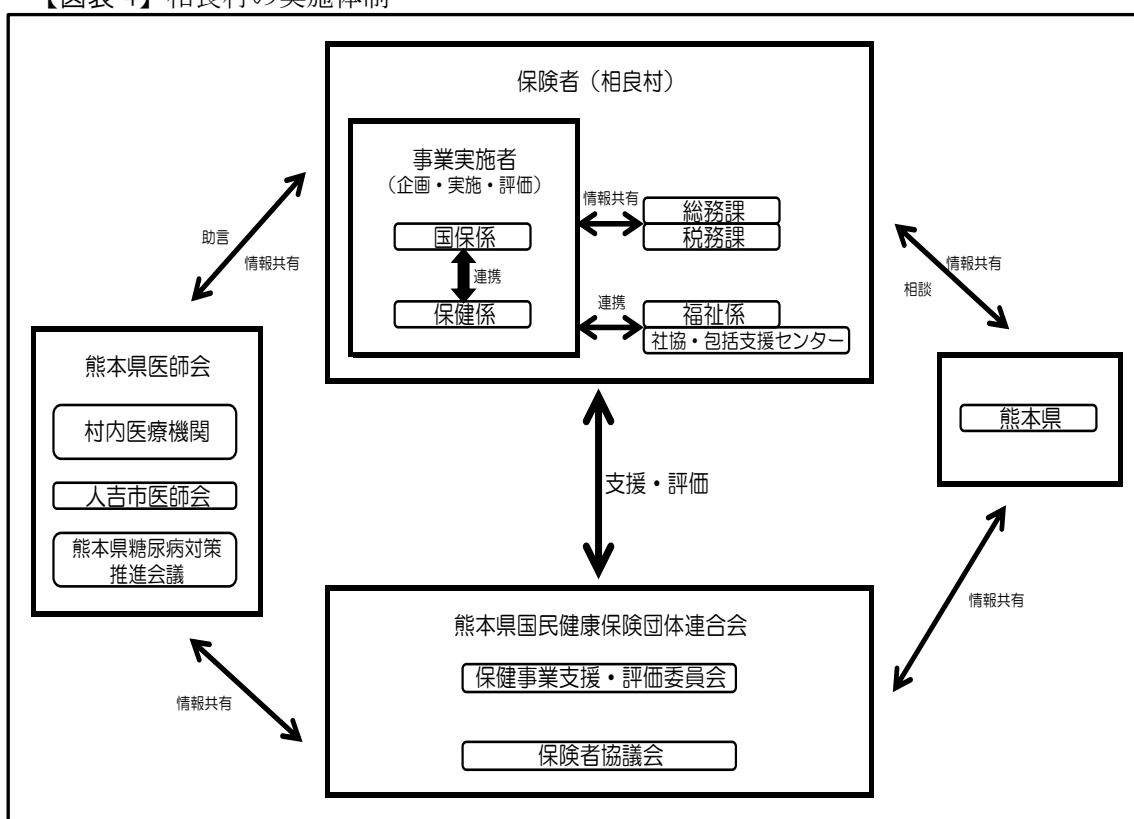 【図表 4】相良村の実施体制
保険者（相良村）
事業実施者
（企画・実施・評価）
国保係
連携
保健係
情報共有
総務課
税務課
連携
福祉係
社協・包括支援センター
助言
情報共有
情報共有
相談
熊本県医師会
村内医療機関
人吉市医師会
熊本県糖尿病対策
推進会議
熊本県
支援・評価
情報共有
情報共有
熊本県国民健康保険団体連合会
保健事業支援・評価委員会
保険者協議会